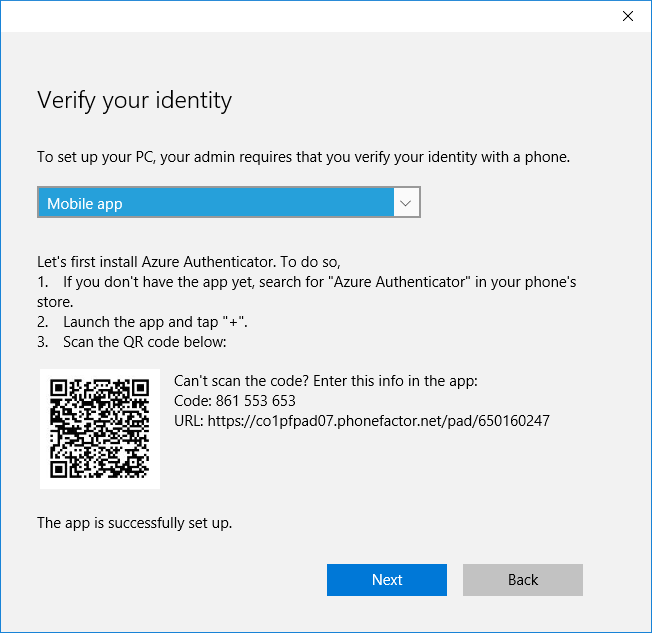 Verify your identity
To set up your PC, your admin requires that you verify your identity with a phone.
Mobile app
Let's first install Azure Authenticator. To do so,
1. If you don't have the app yet, search for "Azure Authenticator" in your phone's
store.
2. Launch the app and tap "+".
3. Scan the QR code below:
Can't scan the code? Enter this info in the app:
Code: 861 553 653
URL: https://co1pfpad07.phonefactor.net/pad/650160247
The app is successfully set up.
Next
Back